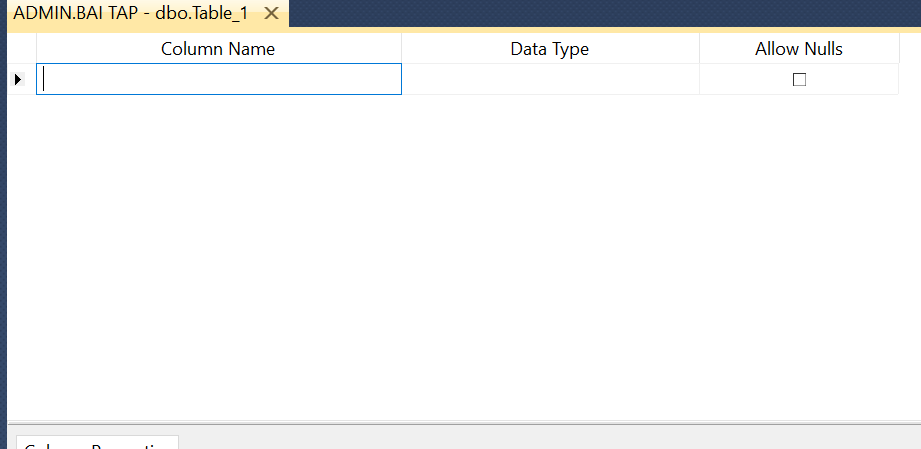 ADMIN.BAI TAP - dbo.Table_1
Column Name Data Type Allow Nulls